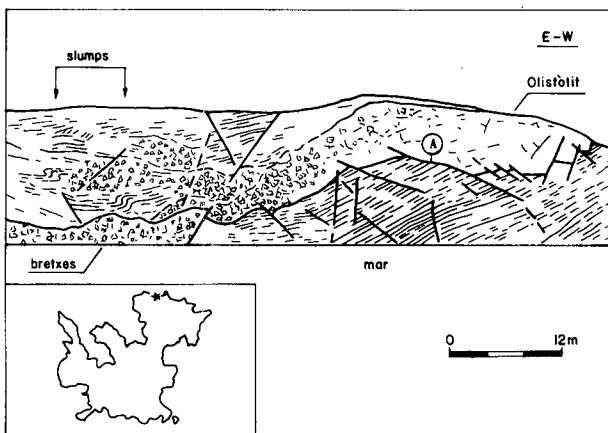 E-W
slumps
Olistòlit
A
bretxes
mar
0 12m